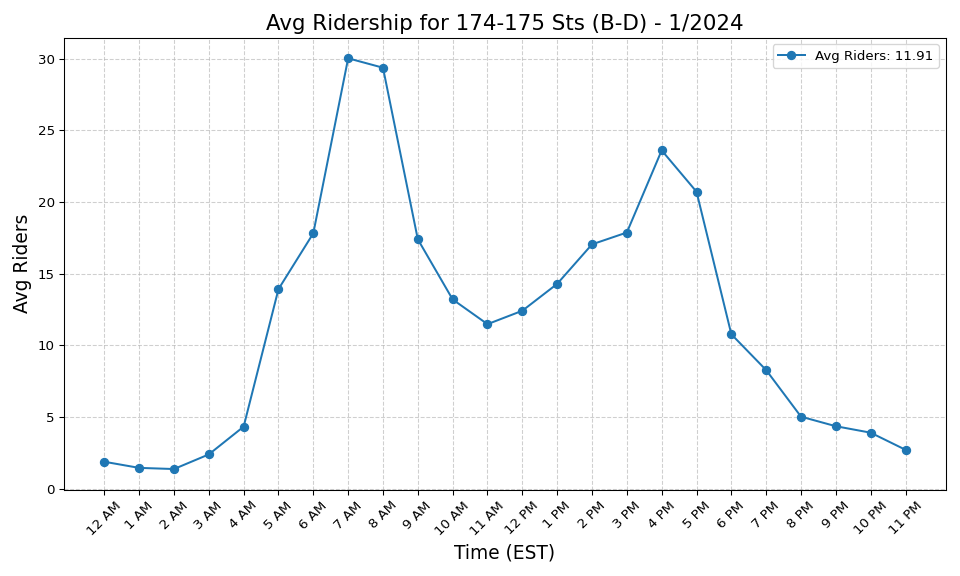 Avg Ridership for 174-175 Sts (B-D) - 1/2024
Avg Riders: 11.91
Avg Riders
30
25
20
15
10
5
0
12 AM
1 AM
2 AM
3 AM
4 AM
5 AM
6 AM
7 AM
8 AM
9 AM
10 AM
11 AM
12 PM
1 PM
2 PM
3 PM
4 PM
5 PM
6 PM
7 PM
8 PM
9 PM
10 PM
11 PM
Time (EST)